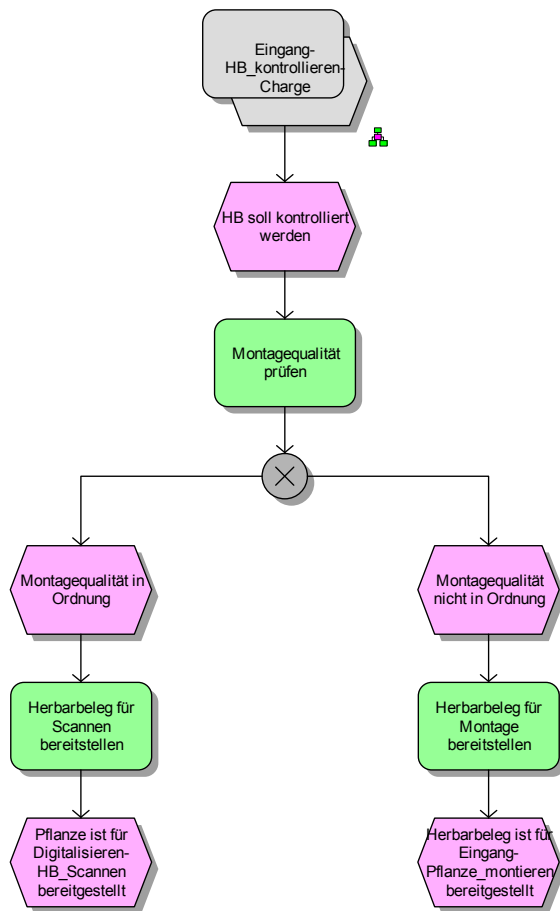 Eingang-
HB_kontrollieren-
Charge
HB soll kontrolliert
werden
Montagequalität
prüfen
Montagequalität in
Ordnung
Montagequalität
nicht in Ordnung
Herbarbeleg für
Scannen
bereitstellen
Herbarbeleg für
Montage
bereitstellen
Pflanze ist für
Digitalisieren-
HB_Scannen
bereitgestellt
Herbarbeleg ist für
Eingang-
Pflanze_montieren
bereitgestellt